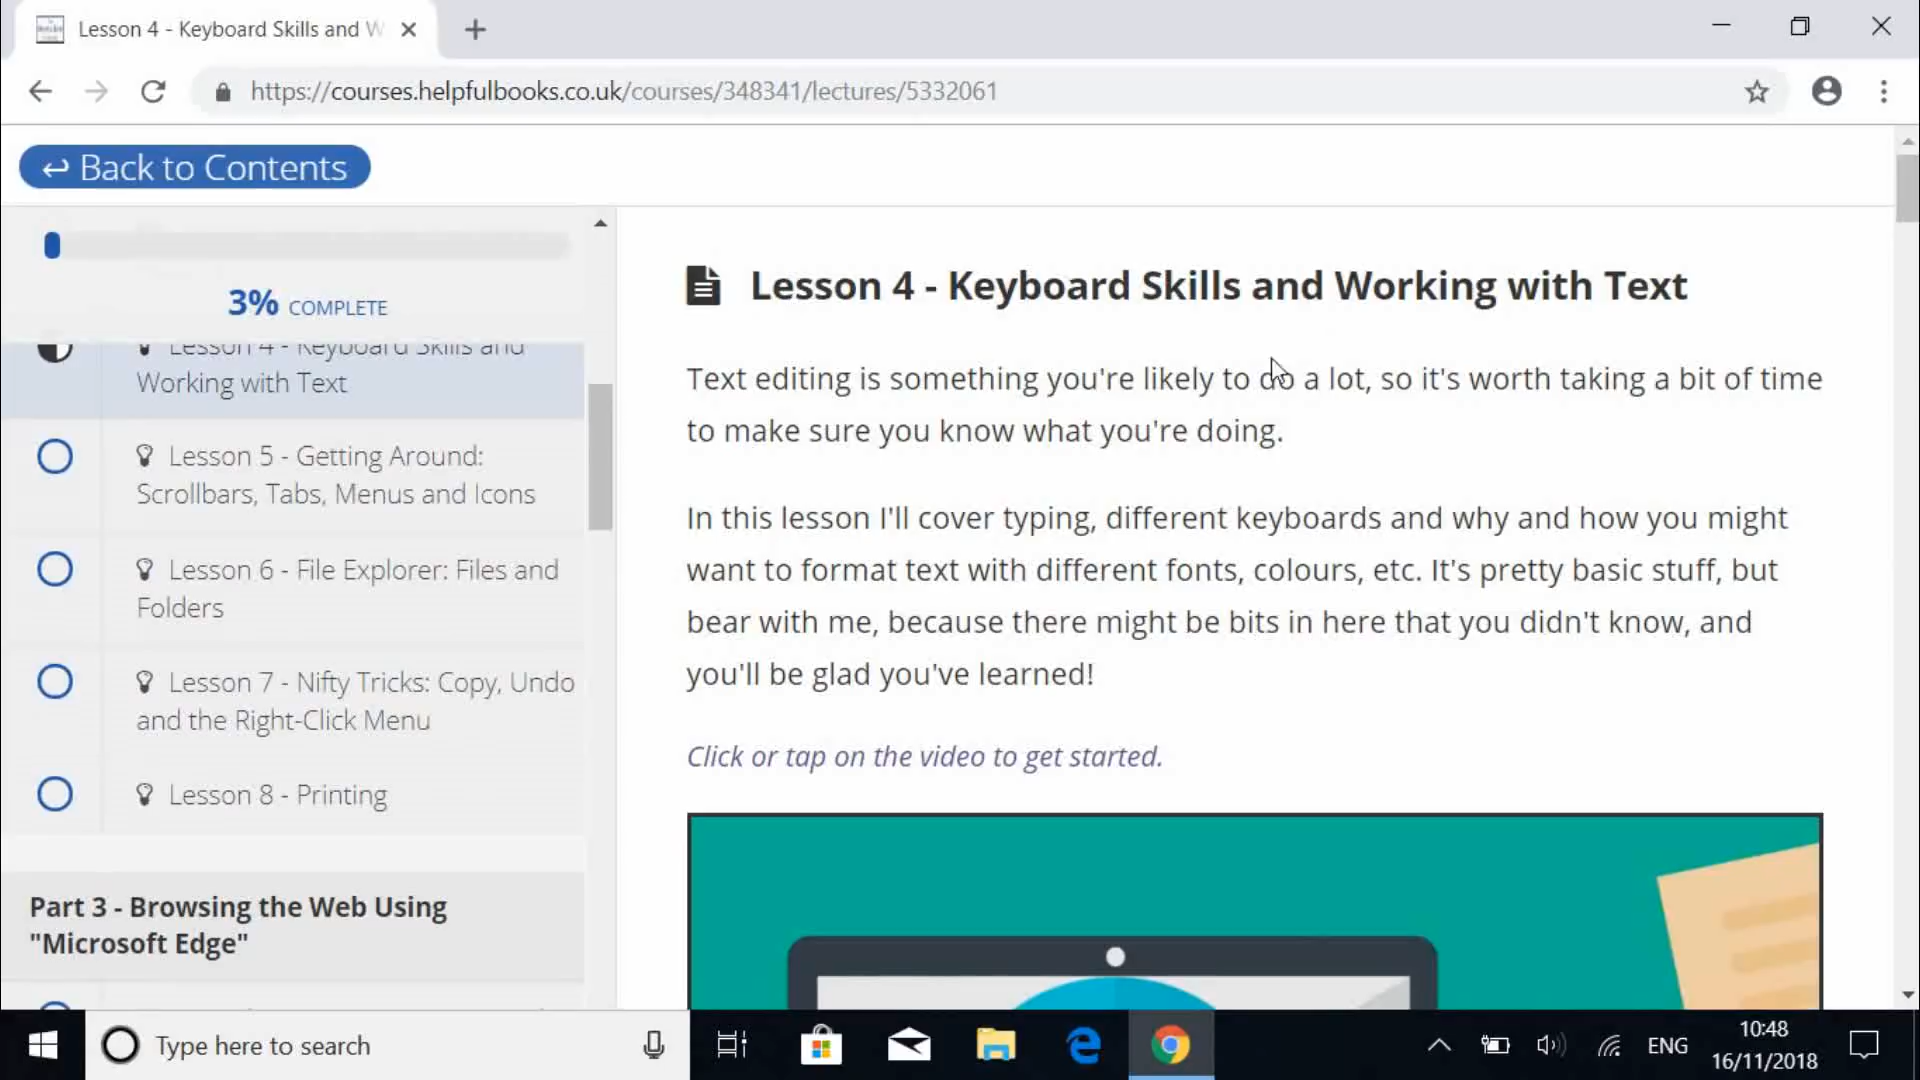 Lesson 4 - Keyboard Skills and W
https://courses.helpfulbooks.co.uk/courses/348341/lectures/5332061
Back to Contents
3% COMPLETE
Lesson 4 - Keyboard Skills and
Working with Text
Lesson 5 - Getting Around:
Scrollbars, Tabs, Menus and Icons
Lesson 6 - File Explorer: Files and
Folders
Lesson 7 - Nifty Tricks: Copy, Undo
and the Right-Click Menu
Lesson 8 - Printing
Part 3 - Browsing the Web Using
"Microsoft Edge"
Lesson 4 - Keyboard Skills and Working with Text
Text editing is something you're likely to do a lot, so it's worth taking a bit of time
to make sure you know what you're doing.
In this lesson I'll cover typing, different keyboards and why and how you might
want to format text with different fonts, colours, etc. It's pretty basic stuff, but
bear with me, because there might be bits in here that you didn't know, and
you'll be glad you've learned!
Click or tap on the video to get started.
Type here to search
ENG
10:48
16/11/2018